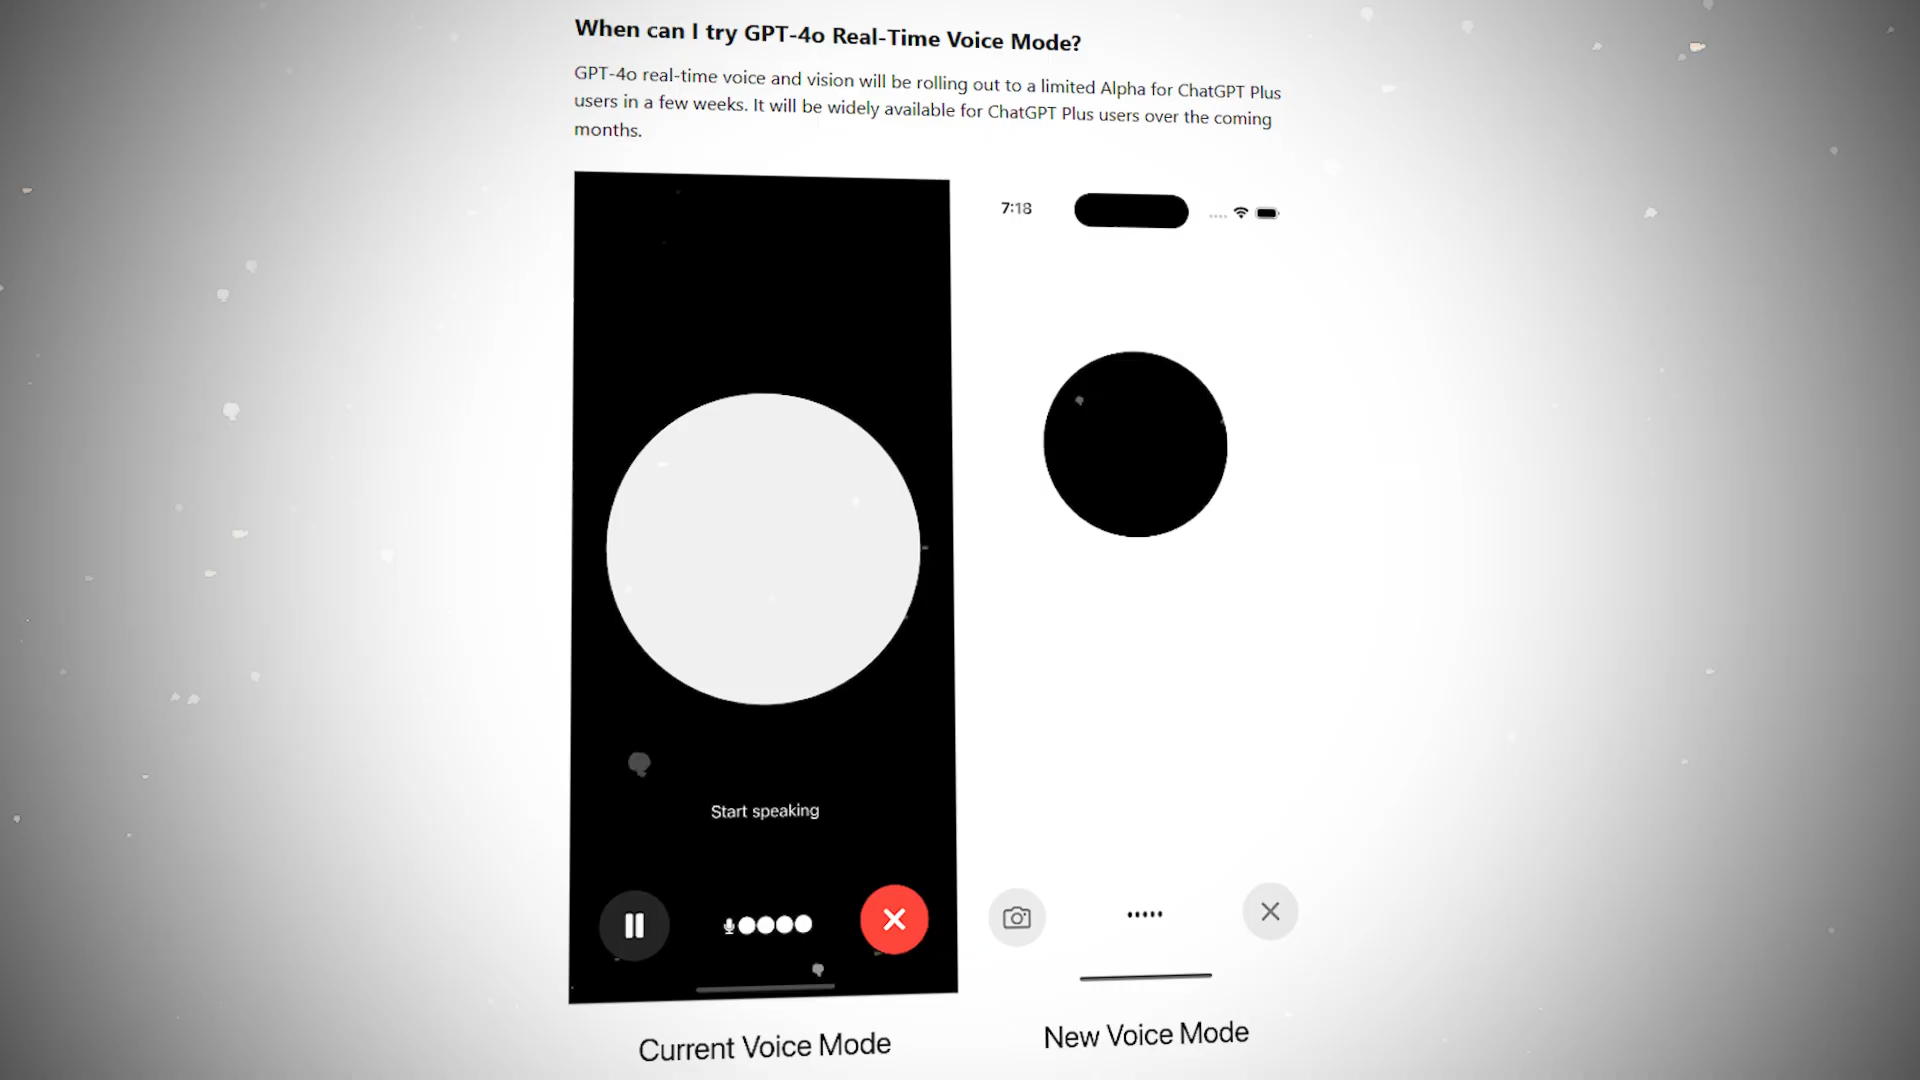 When can I try GPT-4o Real-Time Voice Mode?
GPT-4o real-time voice and vision will be rolling out to a limited Alpha for ChatGPT Plus
users in a few weeks. It will be widely available for ChatGPT Plus users over the coming
months.
7:18
Start speaking
Current Voice Mode
New Voice Mode